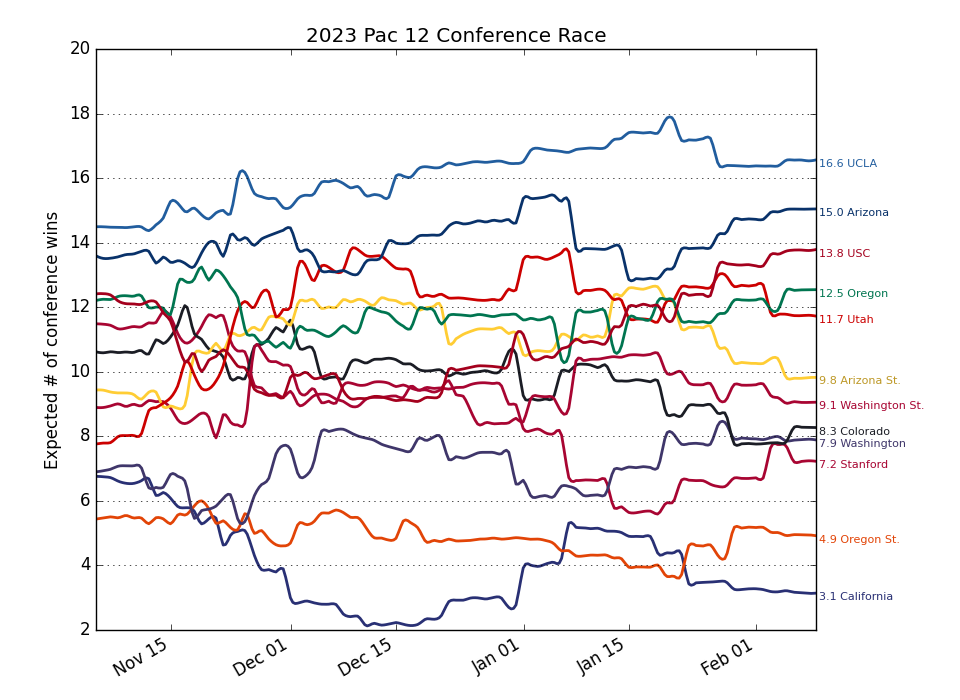 2023 Pac 12 Conference Race
Expected # of conference wins
20
18
16
14
12
10
8
6
4
2
16.6 UCLA
15.0 Arizona
13.8 USC
12.5 Oregon
11.7 Utah
9.8 Arizona St.
9.1 Washington St.
8.3 Colorado
7.9 Washington
7.2 Stanford
4.9 Oregon St.
3.1 California
Nov 15
Dec 01
Dec 15
Jan 01
Jan 15
Feb 01